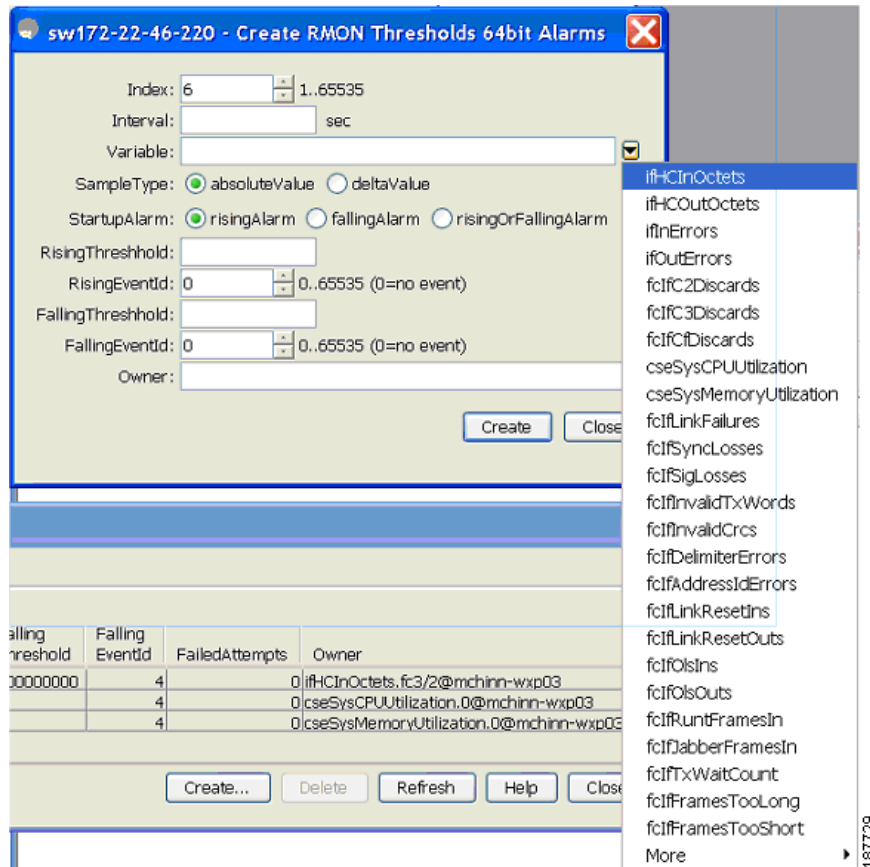 sw172-22-46-220 - Create RMON Thresholds 64bit Alarms
Index: 6 1..65535
Interval: sec
Variable:
SampleType: absoluteValue deltaValue
StartupAlarm: risingAlarm fallingAlarm risingOrFallingAlarm
RisingThreshhold:
RisingEventId: 0 0..65535 (0=no event)
FallingThreshhold:
FallingEventId: 0 0..65535 (0=no event)
Owner:
Create Close
ifHCInOctets
ifHCOutOctets
ifInErrors
ifOutErrors
fcIfC2Discards
fcIfC3Discards
fcIfCfDiscards
cseSysCPUUtilization
cseSysMemoryUtilization
fcIfLinkFailures
fcIfSyncLosses
fcIfSigLosses
fcIfInvalidTxWords
fcIfInvalidCrcs
fcIfDelimiterErrors
fcIfAddressIdErrors
fcIfLinkResetIns
fcIfLinkResetOuts
fcIfOlsIns
fcIfOlsOuts
fcIfRuntFramesIn
fcIfJabberFramesIn
fcIfTxWaitCount
fcIfFramesTooLong
fcIfFramesTooShort
More
alling Falling
hreshold EventId FailedAttempts Owner
00000000 4 0 ifHCInOctets.fc3/2@mchinn-wxp03
4 0 cseSysCPUUtilization.0@mchinn-wxp03
4 0 cseSysMemoryUtilization.0@mchinn-wxp03
Create... Delete Refresh Help Close
187729